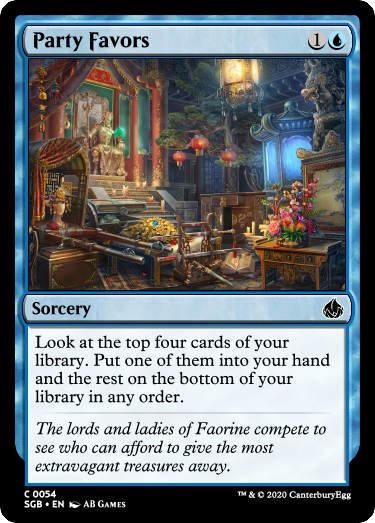 Party Favors 1
Sorcery
Look at the top four cards of your
library. Put one of them into your hand
and the rest on the bottom of your
library in any order.
The lords and ladies of Faorine compete to
see who can afford to give the most
extravagant treasures away.
C 0054
SGB • EN AB Games
™ & © 2020 CanterburyEgg